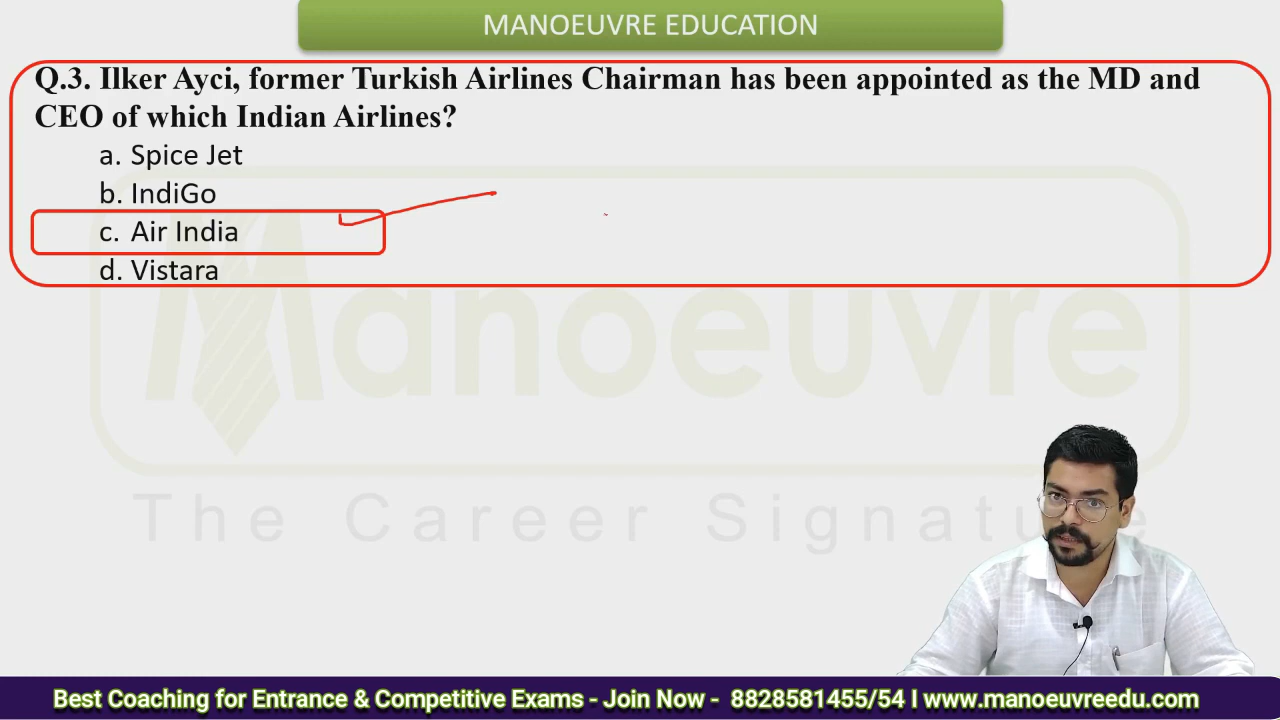 MANOEUVRE EDUCATION
Q.3. Ilker Ayci, former Turkish Airlines Chairman has been appointed as the MD and
CEO of which Indian Airlines?
a. Spice Jet
b. IndiGo
c. Air India
d. Vistara
Manoeuvre
The Career Signature
Best Coaching for Entrance & Competitive Exams - Join Now - 8828581455/54 I www.manoeuvreedu.com